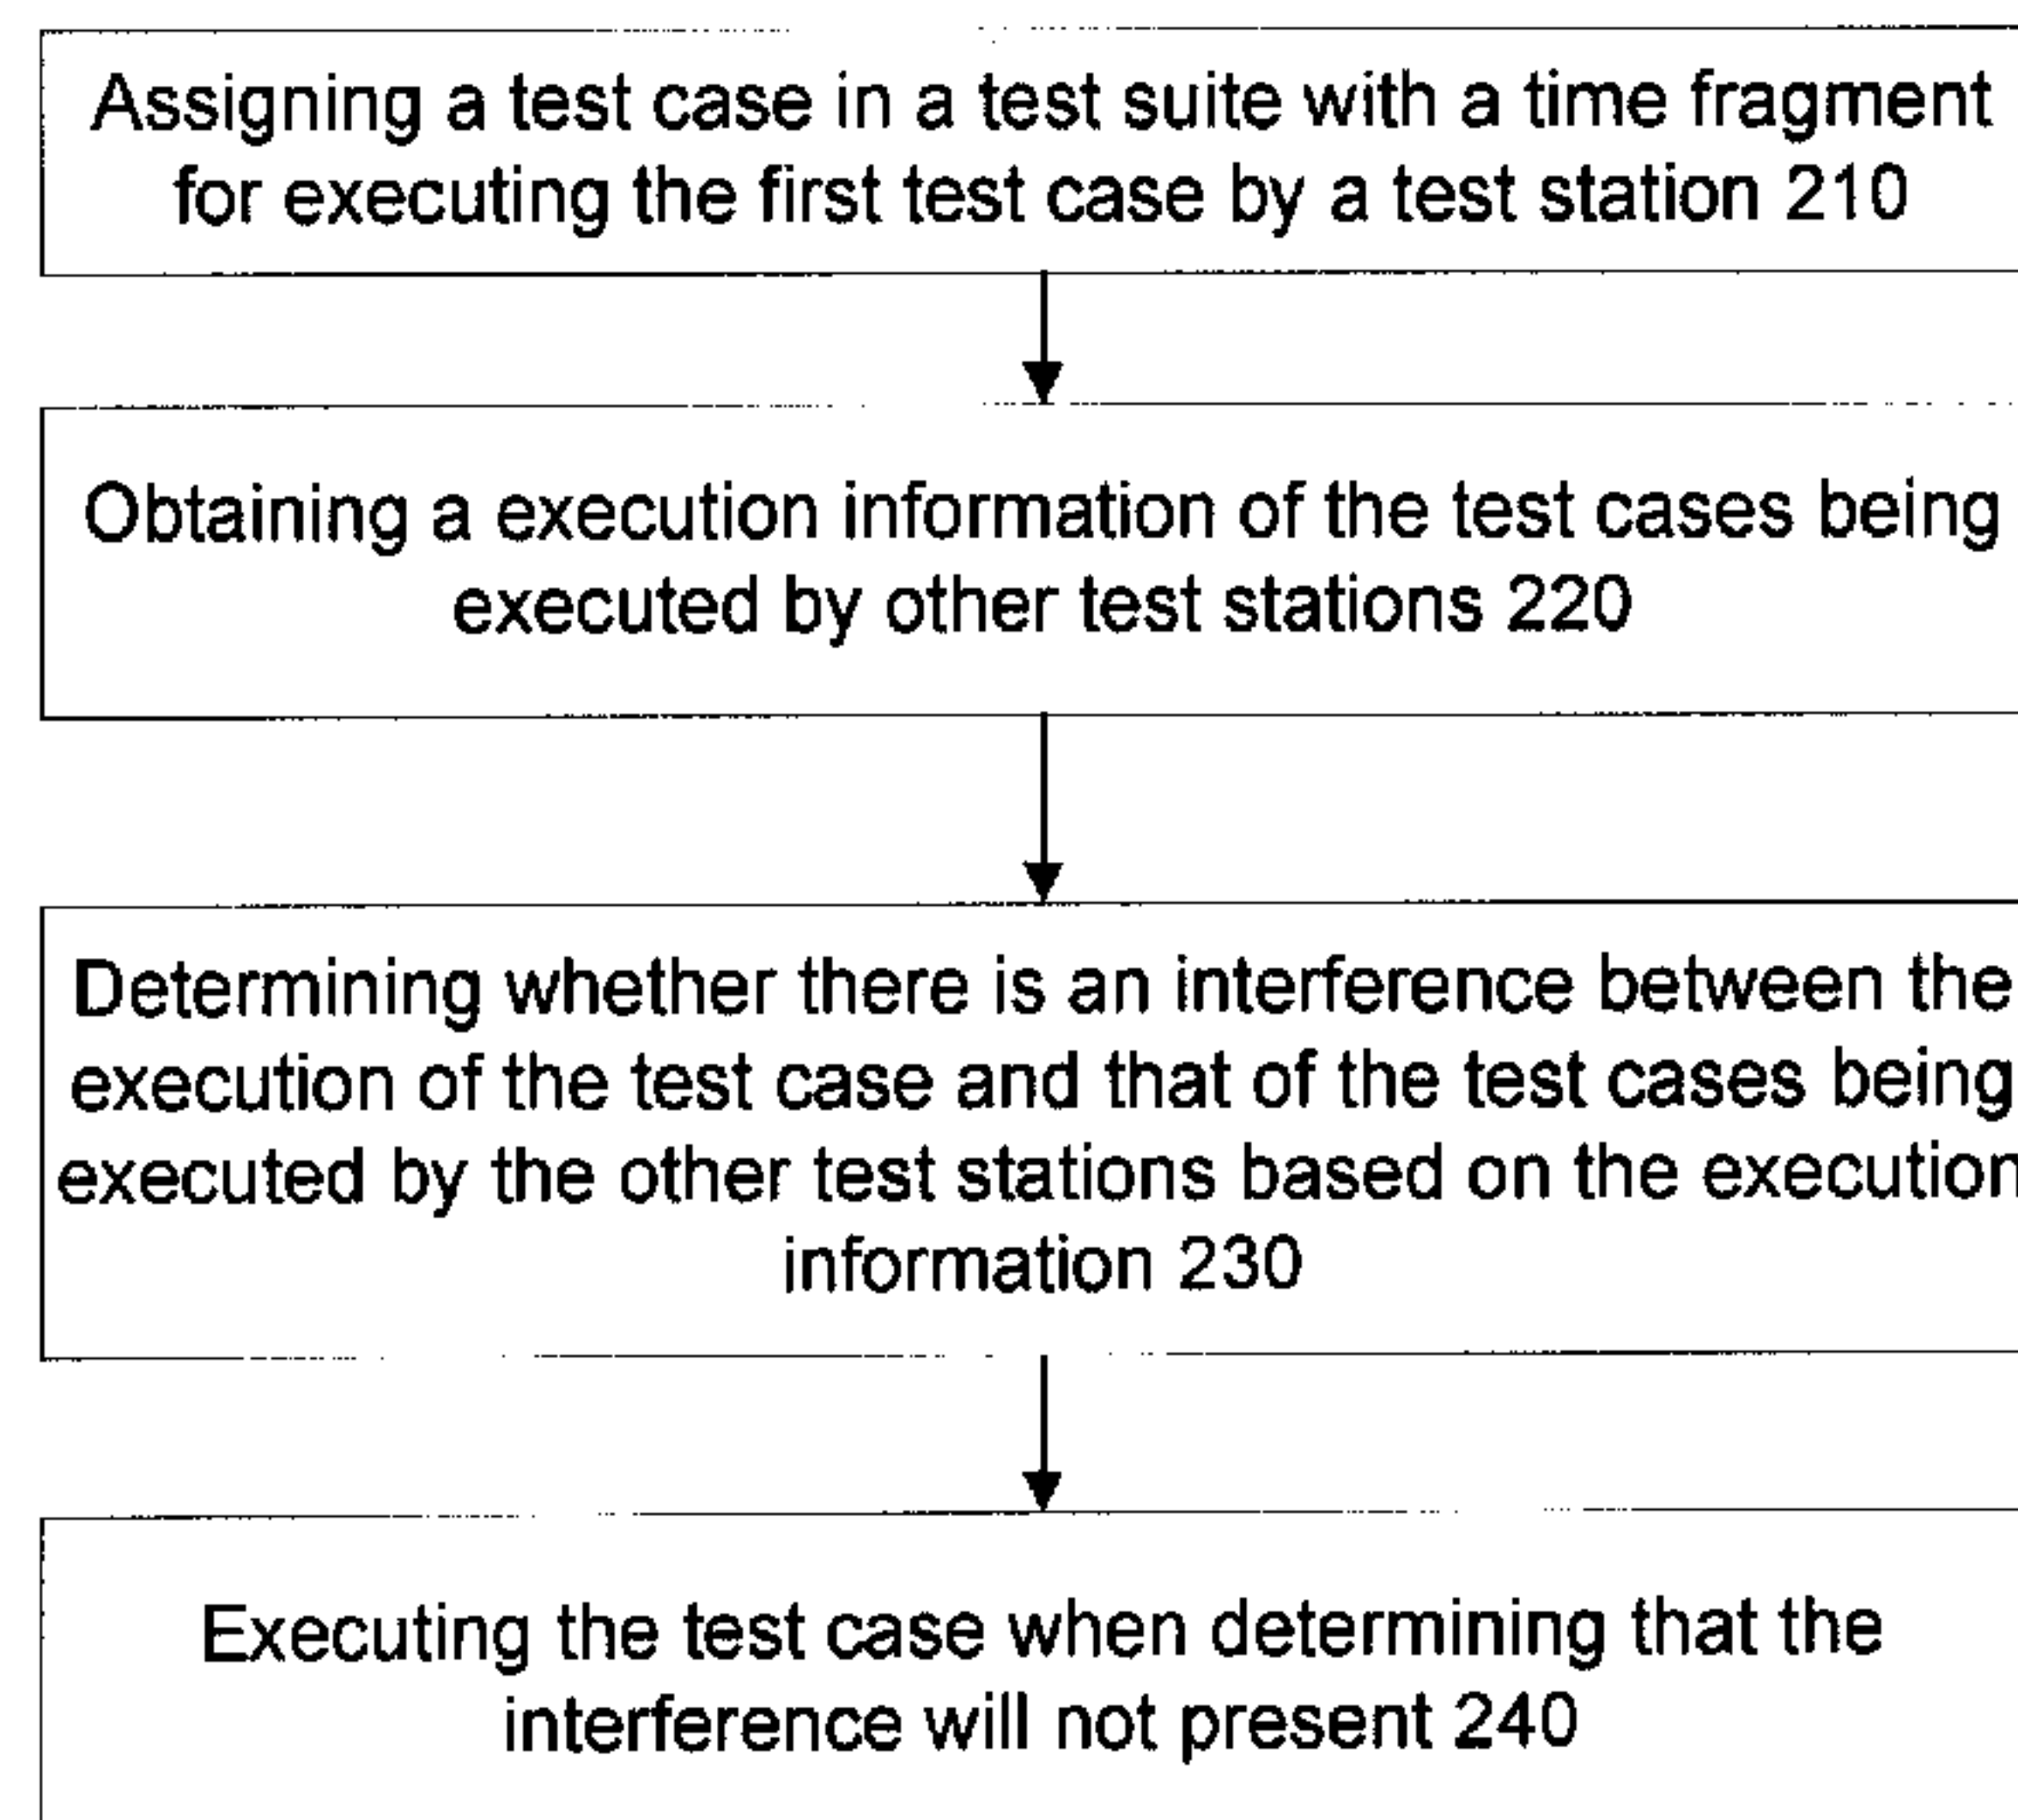 Assigning a test case in a test suite with a time fragment
for executing the first test case by a test station 210
Obtaining a execution information of the test cases being
executed by other test stations 220
Determining whether there is an interference between the
execution of the test case and that of the test cases being
executed by the other test stations based on the execution
information 230
Executing the test case when determining that the
interference will not present 240